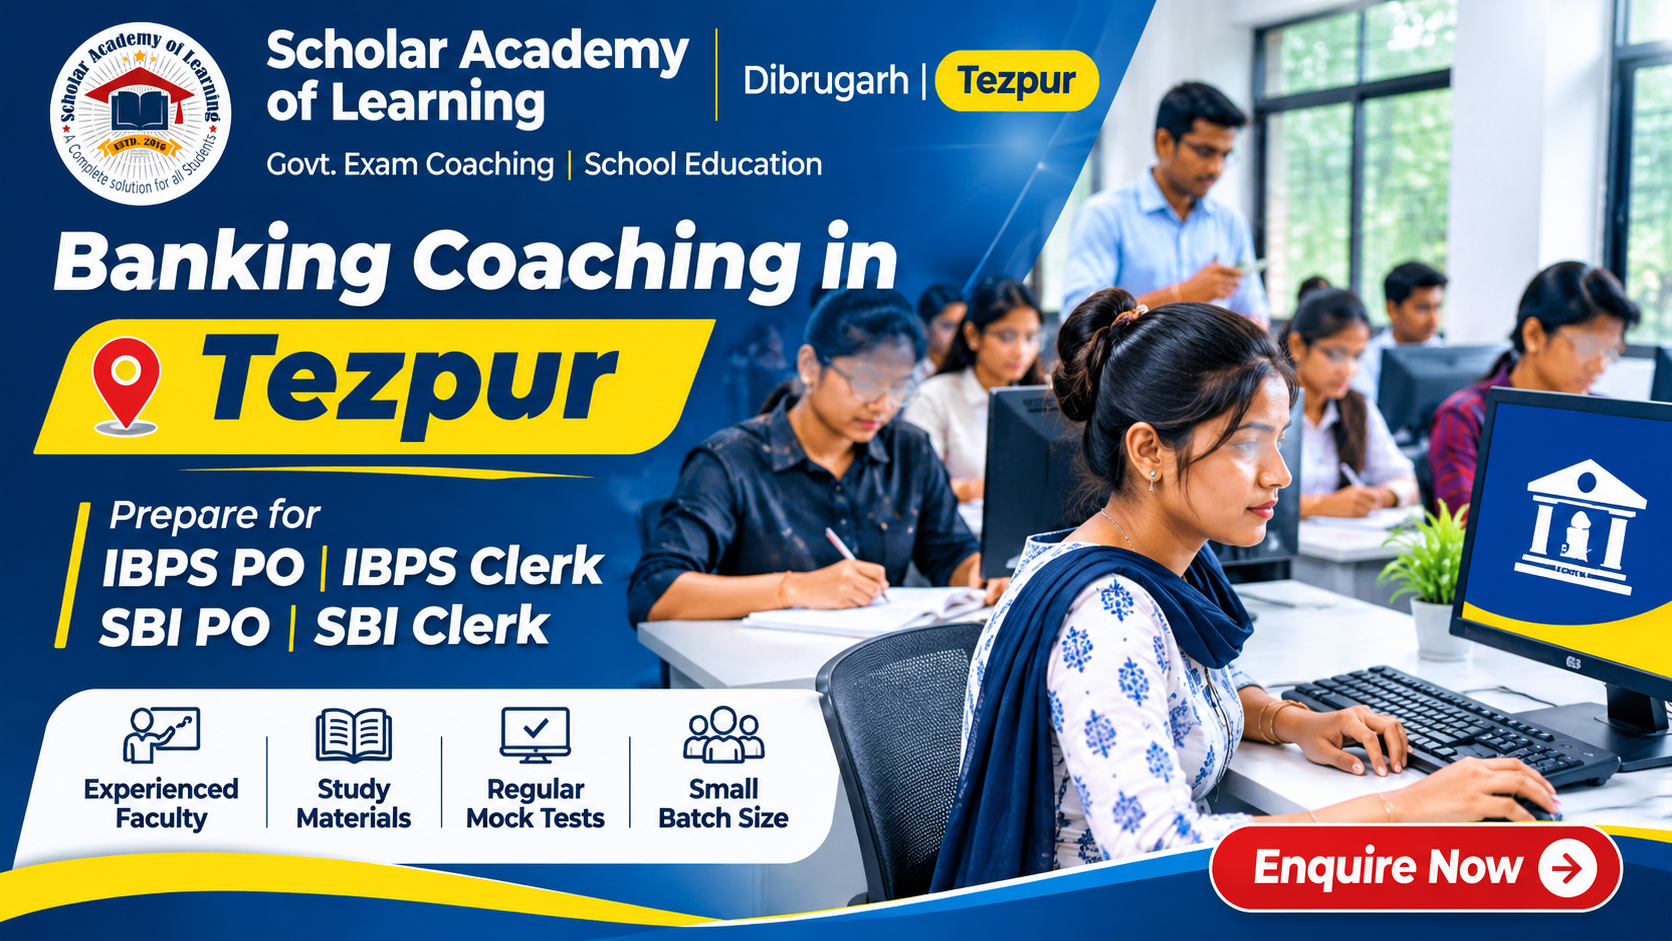 Scholar Academy of Learning
ESTD. 2016
A Complete solution for all Students
Scholar Academy
of Learning
Dibrugarh | Tezpur
Govt. Exam Coaching | School Education
Banking Coaching in
Tezpur
Prepare for
IBPS PO | IBPS Clerk
SBI PO | SBI Clerk
Experienced
Faculty
Study
Materials
Regular
Mock Tests
Small
Batch Size
Enquire Now